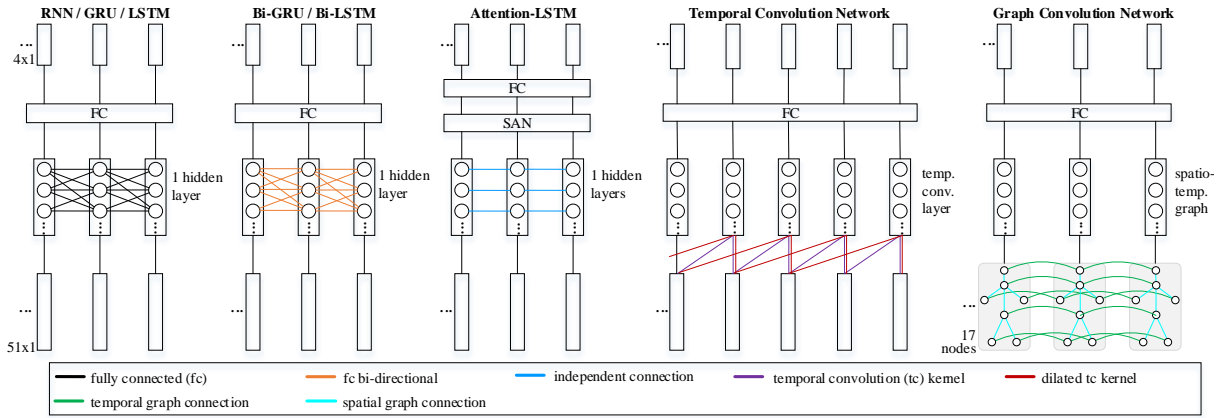 RNN / GRU / LSTM
Bi-GRU / Bi-LSTM
Attention-LSTM
Temporal Convolution Network
Graph Convolution Network
...
4x1
...
...
...
...
FC
FC
FC
SAN
FC
FC
1 hidden
layer
1 hidden
layer
1 hidden
layers
temp.
conv.
layer
spatio-
temp.
graph
...
17
nodes
51x1
fully connected (fc)
fc bi-directional
independent connection
temporal convolution (tc) kernel
dilated tc kernel
temporal graph connection
spatial graph connection